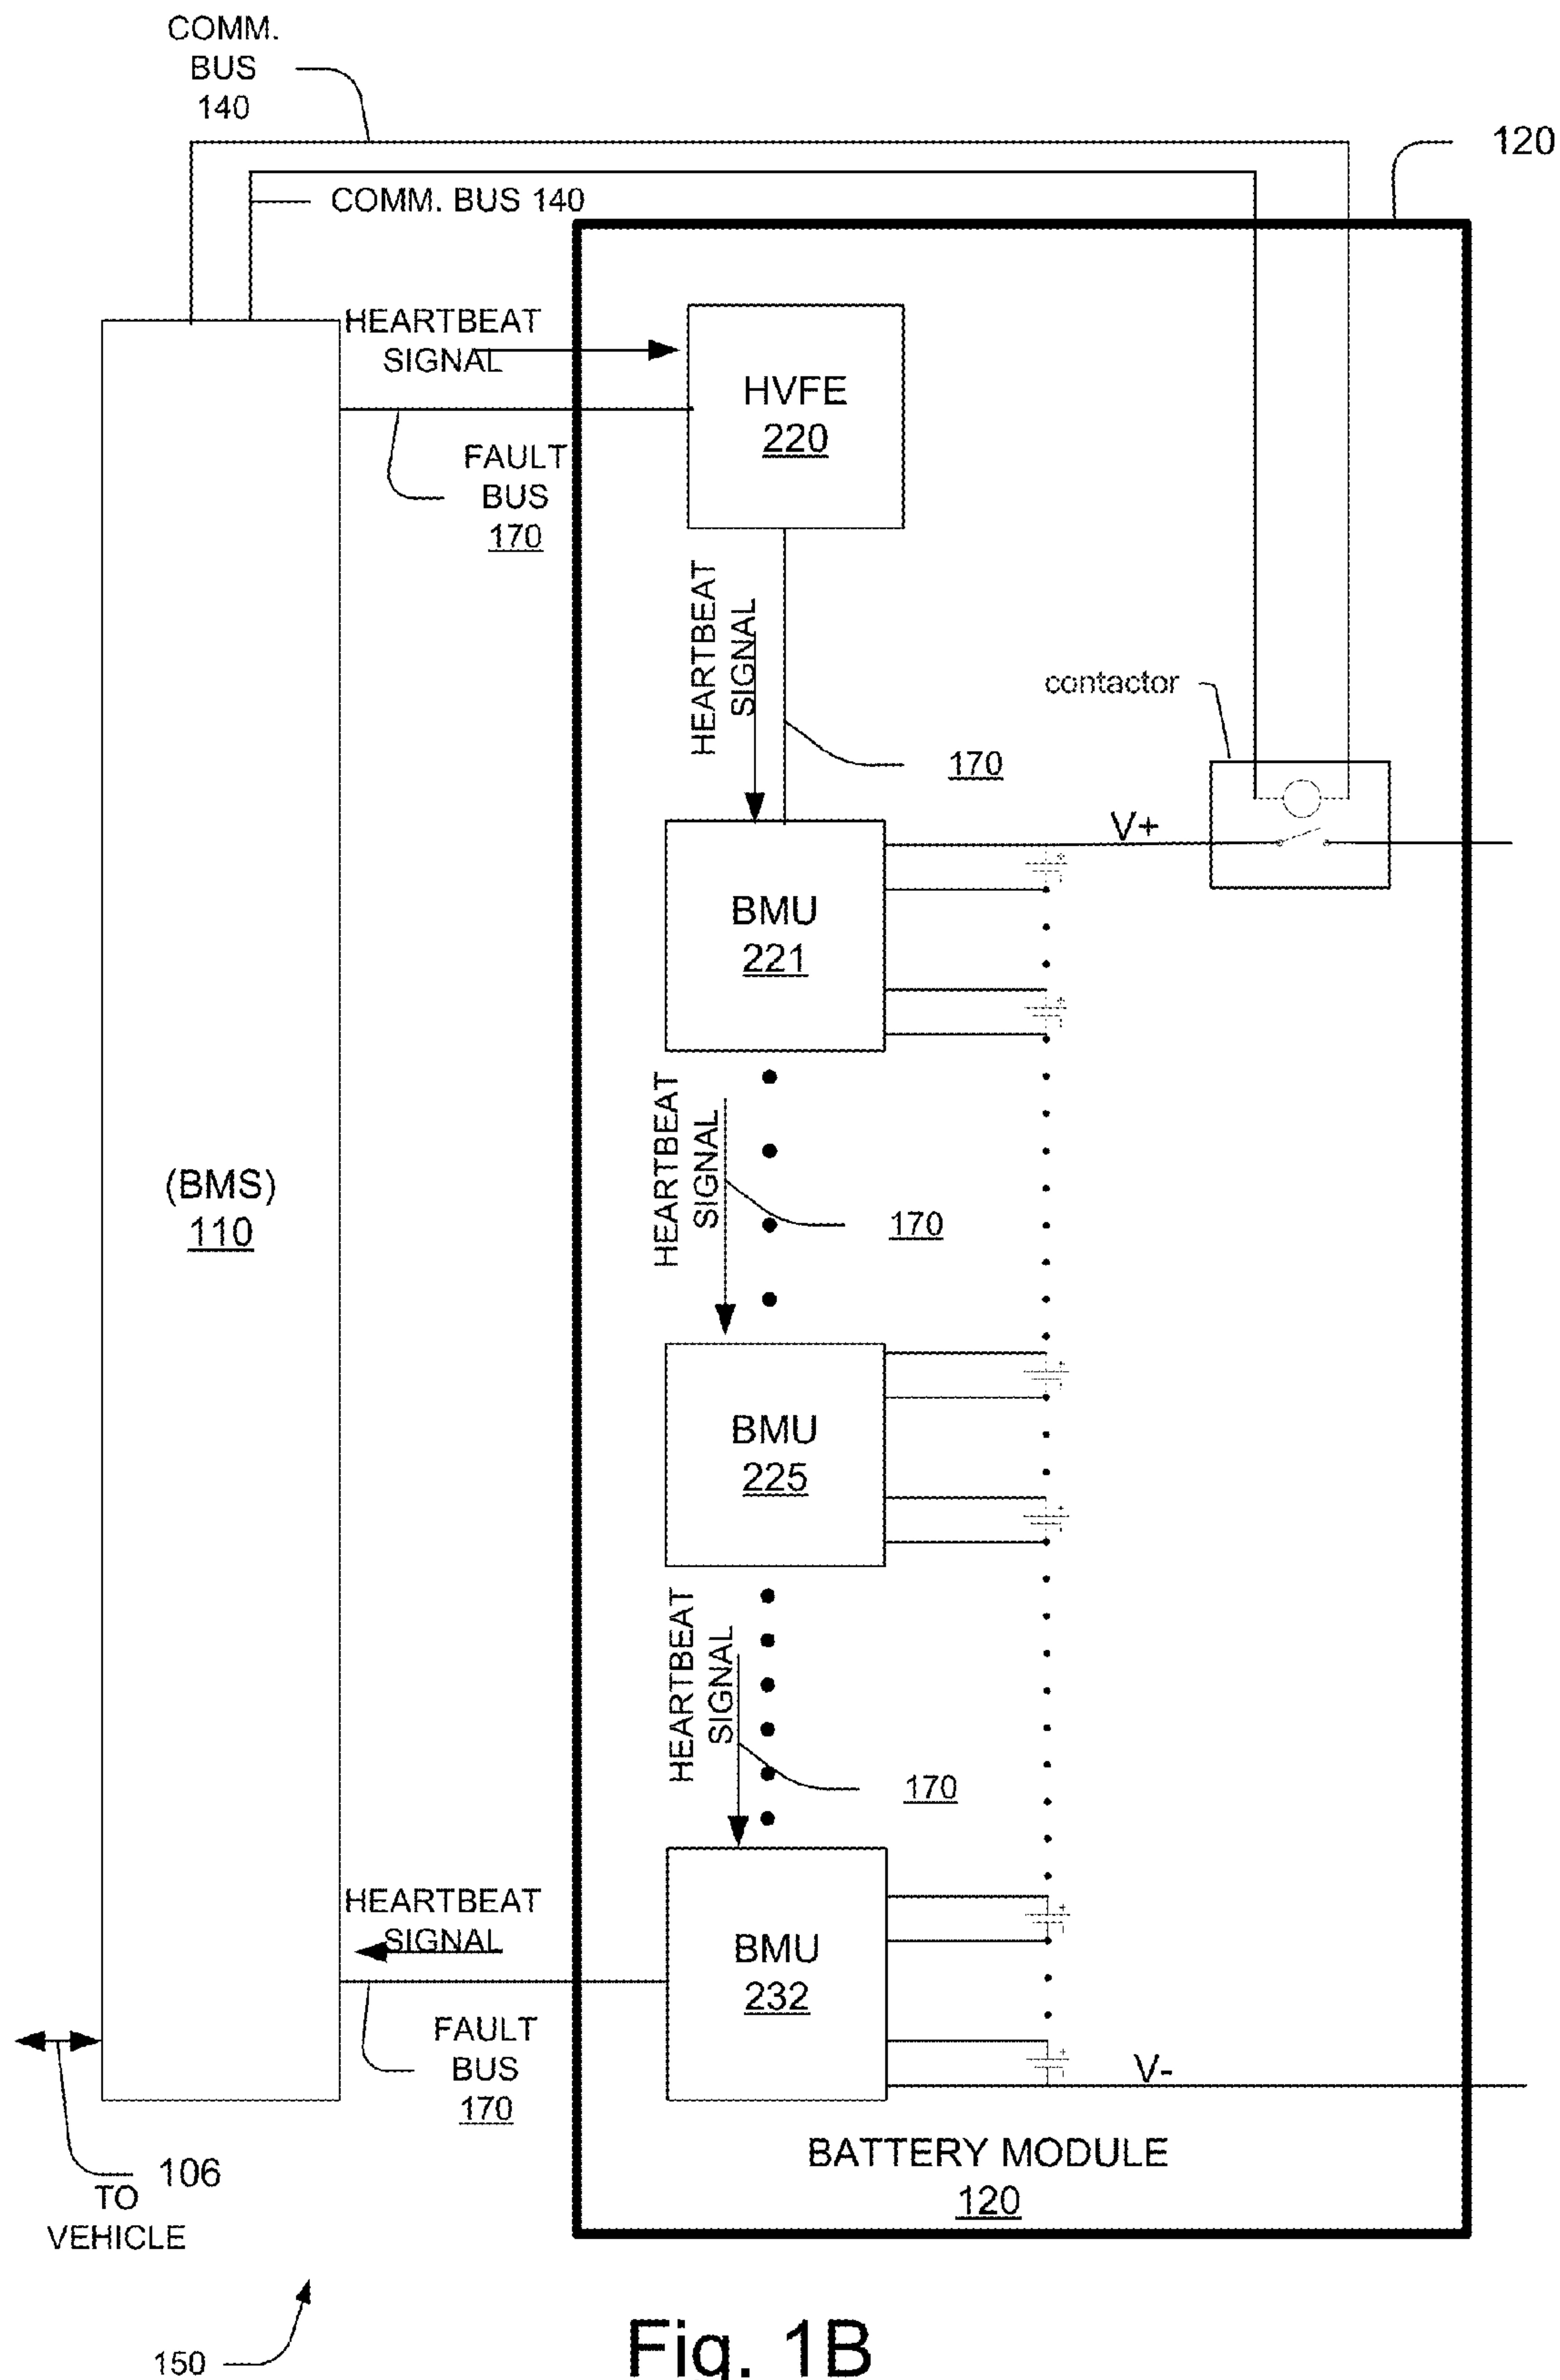 COMM.
BUS
140
120
COMM. BUS 140
HEARTBEAT
SIGNAL
HVFE
220
FAULT
BUS
170
HEARTBEAT
SIGNAL
contactor
170
V+
BMU
221
HEARTBEAT
SIGNAL
(BMS)
110
170
BMU
225
HEARTBEAT
SIGNAL
170
HEARTBEAT
SIGNAL
BMU
232
FAULT
BUS
170
V-
BATTERY MODULE
120
106
TO
VEHICLE
150
Fig. 1B